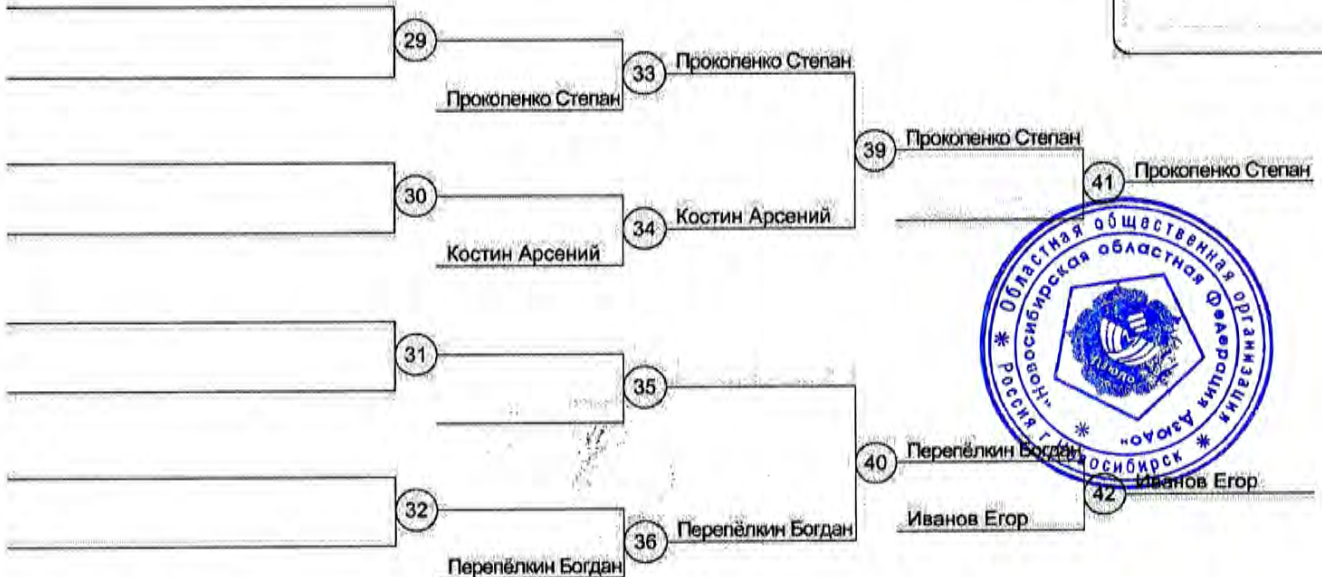 29
Прокопенко Степан
33
Прокопенко Степан
Прокопенко Степан
39
41
Прокопенко Степан
30
34
Костин Арсений
Костин Арсений
31
35
40
Перепёлкин Богдан
42
Иванов Егор
Иванов Егор
32
36
Перепёлкин Богдан
Перепёлкин Богдан
* Областная общественная организация *
Россия г. Новосибирск
"Новосибирская областная Федерация Дзюдо" *